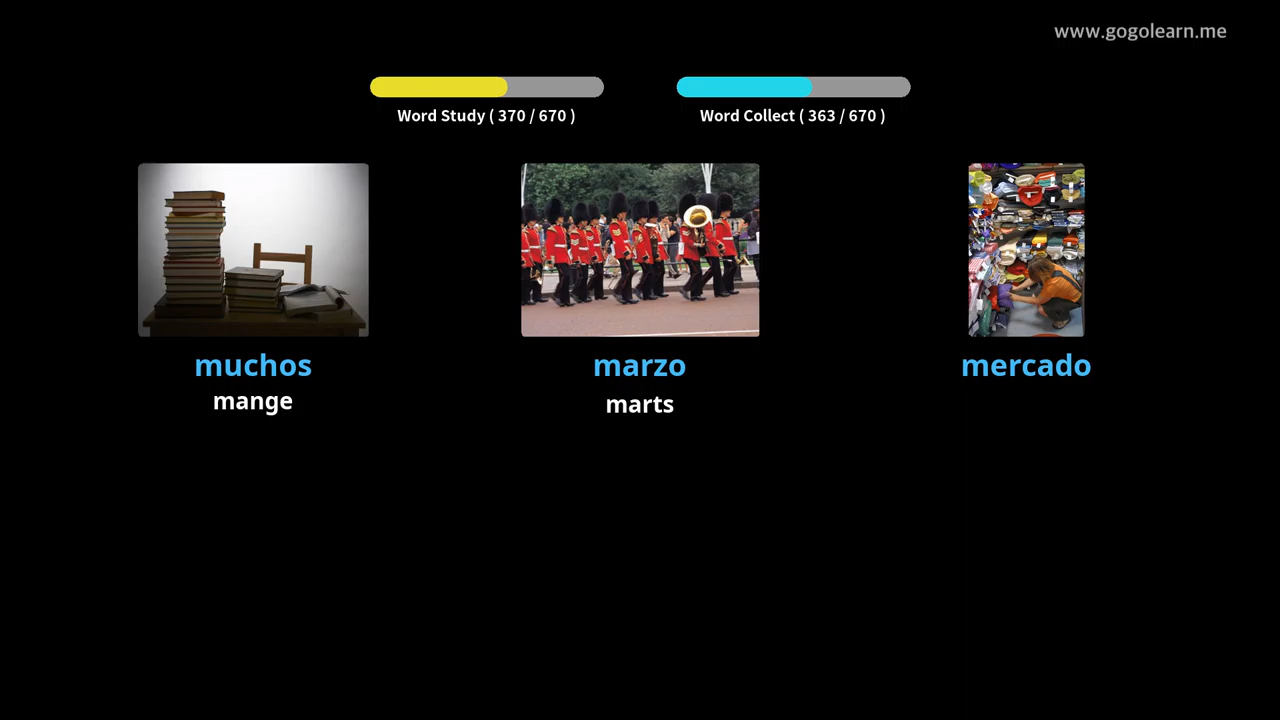 www.gogolearn.me
Word Study ( 370 / 670 )
Word Collect ( 363 / 670 )
muchos
mange
marzo
marts
mercado